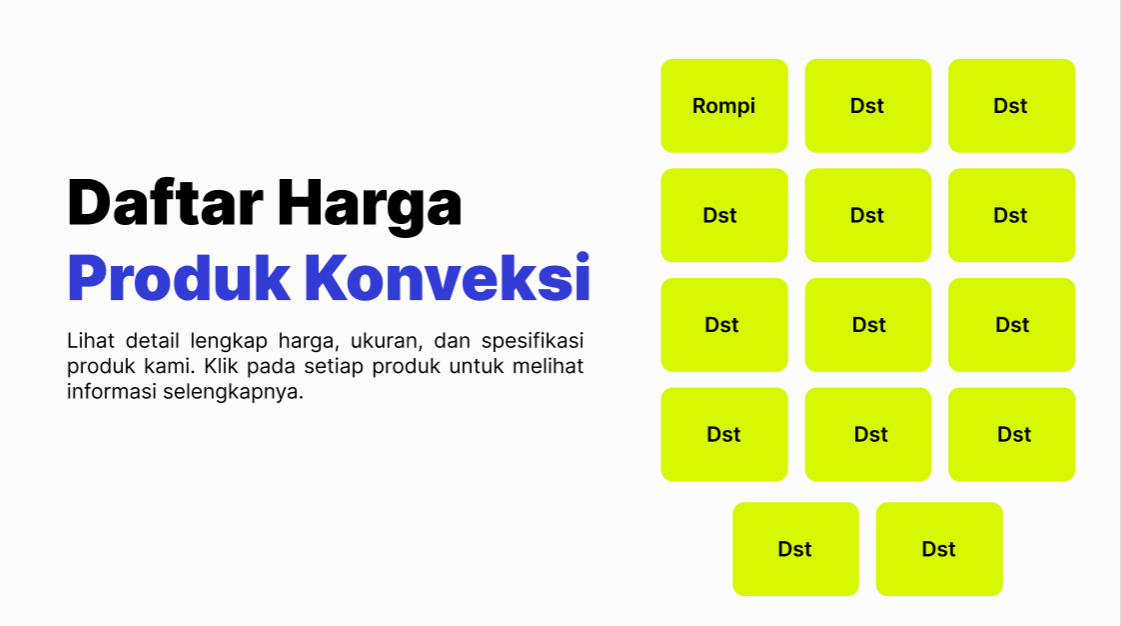 Daftar Harga
Produk Konveksi
Lihat detail lengkap harga, ukuran, dan spesifikasi
produk kami. Klik pada setiap produk untuk melihat
informasi selengkapnya.
Rompi
Dst
Dst
Dst
Dst
Dst
Dst
Dst
Dst
Dst
Dst
Dst
Dst
Dst